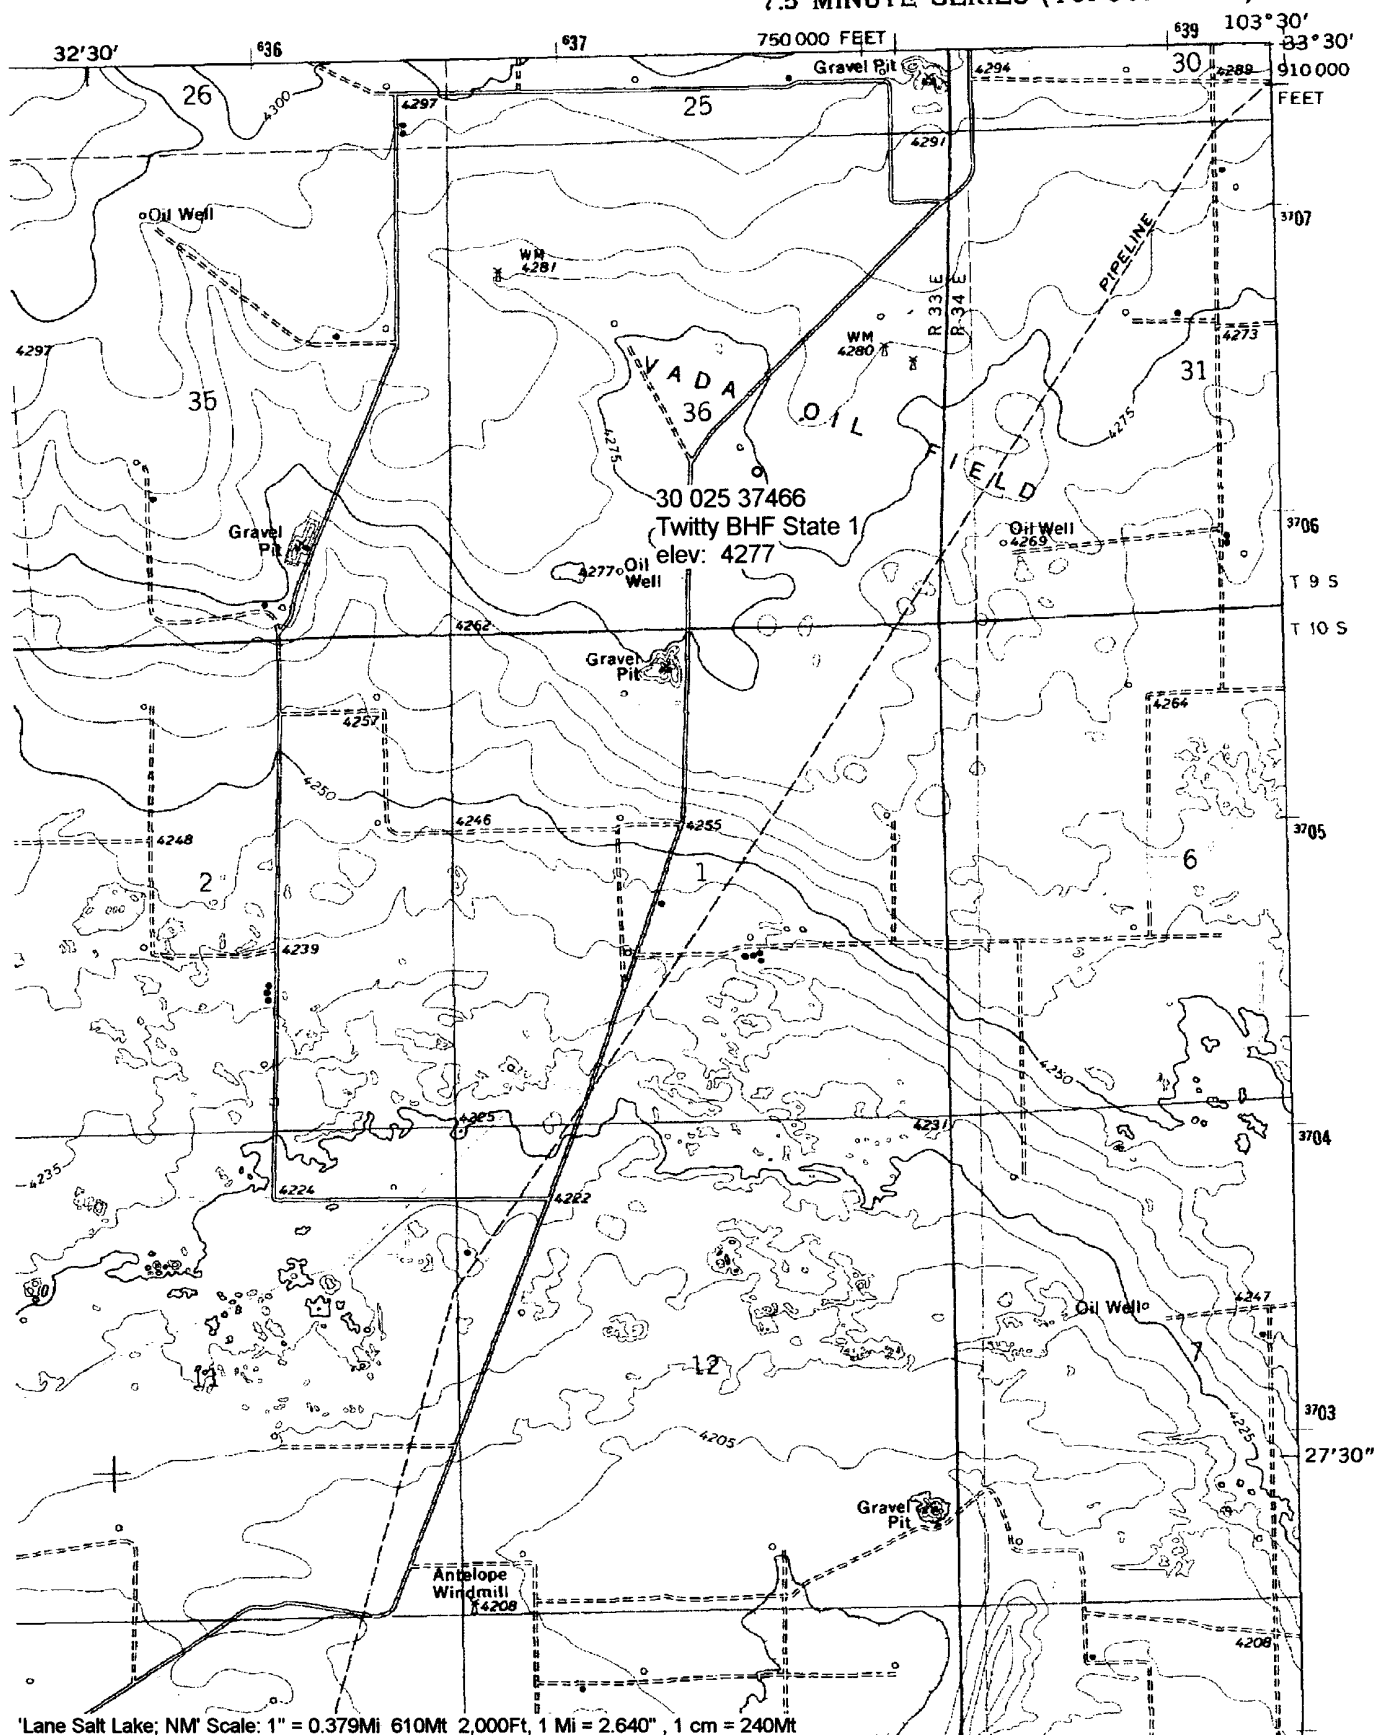 7.5 MINUTE SERIES
103°30'
32'30'
636
637
750 000 FEET
639
33°30'
Gravel Pit
4294
30
4289
910 000
FEET
26
4300
4297
25
4291
Oil Well
3707
PIPELINE
WM
4281
R 33 E
R 34 E
WM
4280
4273
4297
VADA
31
35
36
OIL
4275
4275
FIELD
30 025 37466
Twitty BHF State 1
elev: 4277
3706
Gravel
Pit
Oil Well
4269
4277
Oil
Well
T 9 S
4262
T 10 S
Gravel
Pit
4257
4264
4250
4246
4255
3705
4248
2
1
6
4239
4250
4225
4231
3704
4235
4224
4222
Oil Well
4247
11
12
7
4205
4225
3703
27'30"
Gravel
Pit
Antelope
Windmill
4208
4208
'Lane Salt Lake; NM' Scale: 1" = 0.379Mi 610Mt 2,000Ft, 1 Mi = 2.640" , 1 cm = 240Mt